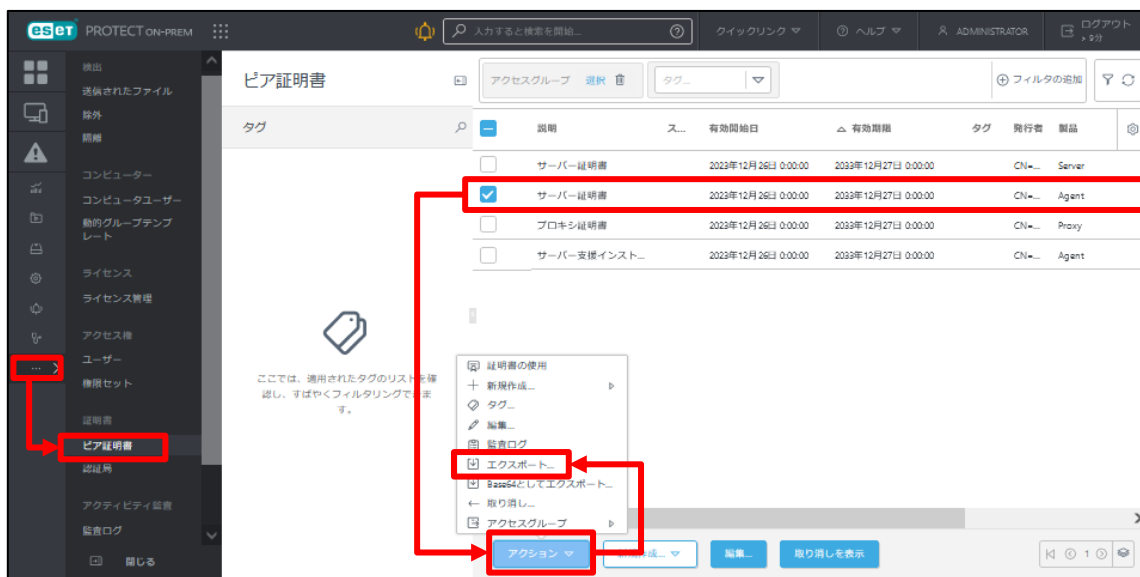 eset PROTECT ON-PREM
入力すると検索を開始...
クイックリンク
ヘルプ
ADMINISTRATOR
ログアウト
> 9分
検出
送信されたファイル
除外
隔離
コンピューター
コンピュータユーザー
動的グループテンプ
レート
ライセンス
ライセンス管理
アクセス権
ユーザー
権限セット
証明書
ピア証明書
認証局
アクティビティ監査
監査ログ
閉じる
ピア証明書
タグ
ここでは、適用されたタグのリストを確
認し、すばやくフィルタリングできま
す。
アクセスグループ 選択
タグ...
フィルタの追加
説明 ス... 有効開始日 有効期限 タグ 発行者 製品
サーバー証明書 2023年12月26日 0:00:00 2033年12月27日 0:00:00 CN=... Server
サーバー証明書 2023年12月26日 0:00:00 2033年12月27日 0:00:00 CN=... Agent
プロキシ証明書 2023年12月26日 0:00:00 2033年12月27日 0:00:00 CN=... Proxy
サーバー支援インスト... 2023年12月26日 0:00:00 2033年12月27日 0:00:00 CN=... Agent
証明書の使用
新規作成...
タグ...
編集...
監査ログ
エクスポート...
Base64としてエクスポート...
取り消し...
アクセスグループ
アクション
編集...
取り消しを表示
1